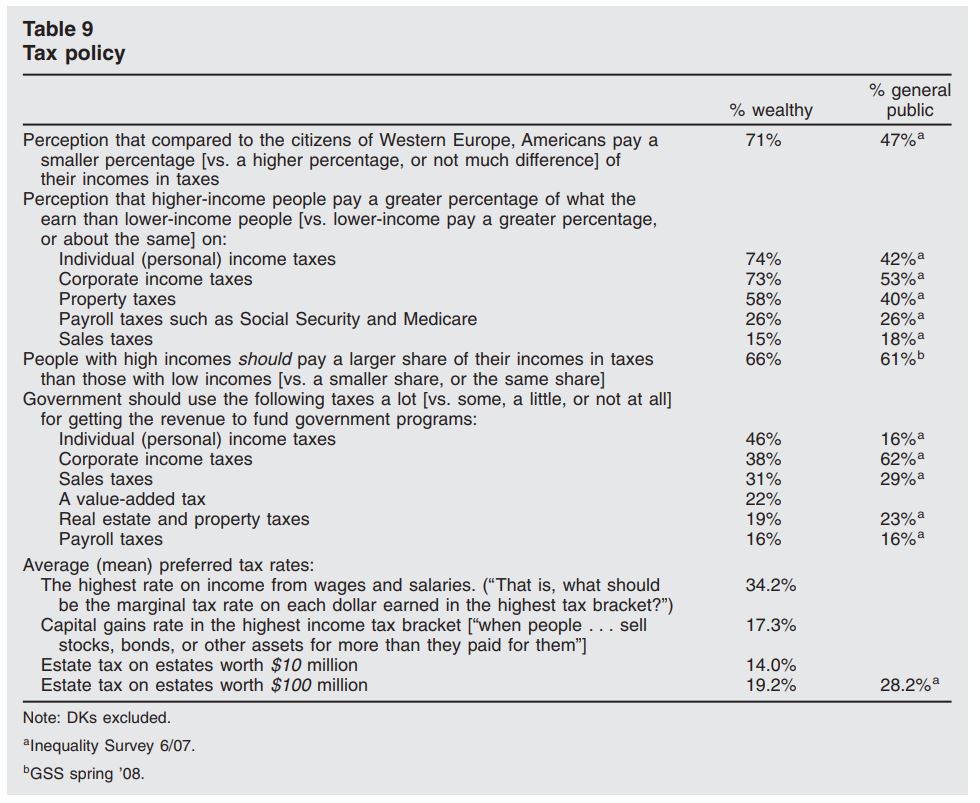 Table 9
Tax policy
% wealthy % general public
Perception that compared to the citizens of Western Europe, Americans pay a 71% 47%ᵃ
smaller percentage [vs. a higher percentage, or not much difference] of
their incomes in taxes
Perception that higher-income people pay a greater percentage of what the
earn than lower-income people [vs. lower-income pay a greater percentage,
or about the same] on:
Individual (personal) income taxes 74% 42%ᵃ
Corporate income taxes 73% 53%ᵃ
Property taxes 58% 40%ᵃ
Payroll taxes such as Social Security and Medicare 26% 26%ᵃ
Sales taxes 15% 18%ᵃ
People with high incomes should pay a larger share of their incomes in taxes 66% 61%ᵇ
than those with low incomes [vs. a smaller share, or the same share]
Government should use the following taxes a lot [vs. some, a little, or not at all]
for getting the revenue to fund government programs:
Individual (personal) income taxes 46% 16%ᵃ
Corporate income taxes 38% 62%ᵃ
Sales taxes 31% 29%ᵃ
A value-added tax 22%
Real estate and property taxes 19% 23%ᵃ
Payroll taxes 16% 16%ᵃ
Average (mean) preferred tax rates:
The highest rate on income from wages and salaries. (“That is, what should 34.2%
be the marginal tax rate on each dollar earned in the highest tax bracket?”)
Capital gains rate in the highest income tax bracket [“when people . . . sell 17.3%
stocks, bonds, or other assets for more than they paid for them”]
Estate tax on estates worth $10 million 14.0%
Estate tax on estates worth $100 million 19.2% 28.2%ᵃ
Note: DKs excluded.
ᵃInequality Survey 6/07.
ᵇGSS spring ’08.